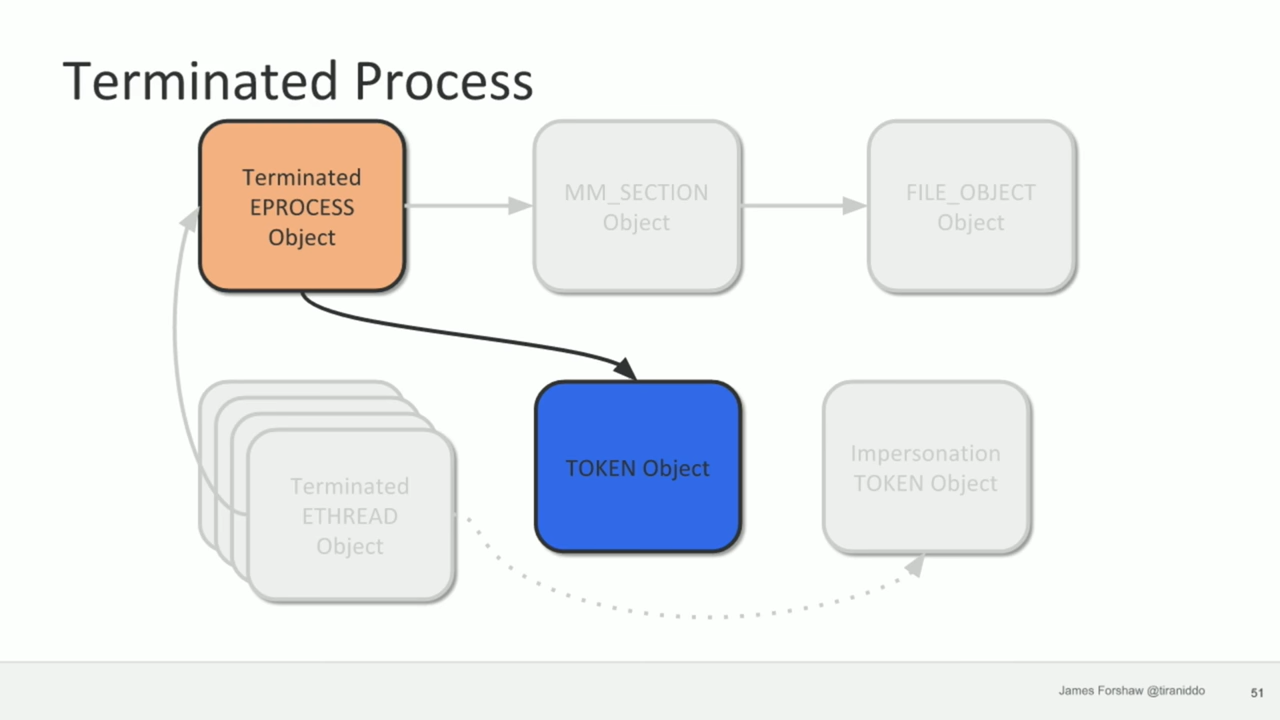 Terminated Process
Terminated
EPROCESS
Object
MM_SECTION
Object
FILE_OBJECT
Object
Terminated
ETHREAD
Object
TOKEN Object
Impersonation
TOKEN Object
James Forshaw @tiraniddo
51